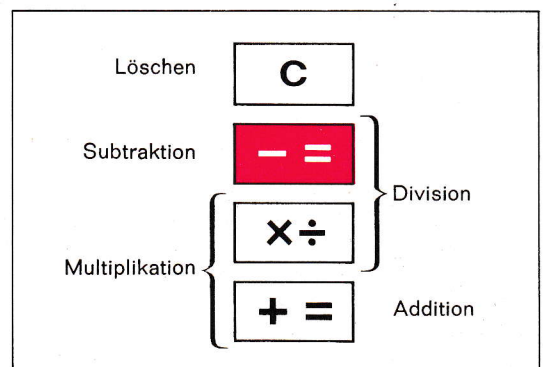 Löschen
C
Subtraktion
− =
Division
×÷
Multiplikation
+ =
Addition